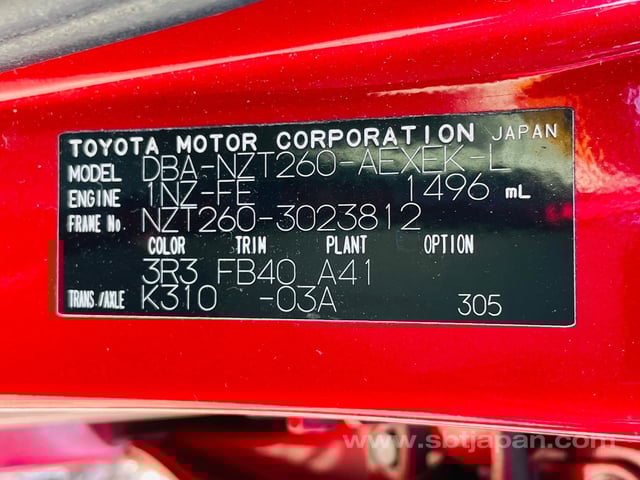 TOYOTA MOTOR CORPORATION JAPAN
MODEL DBA-NZT260-AEXEK-L
ENGINE 1NZ-FE 1496 mL
FRAME No. NZT260-3023812
COLOR TRIM PLANT OPTION
3R3 FB40 A41
TRANS./AXLE K310 -03A 305
www.sbtjapan.com